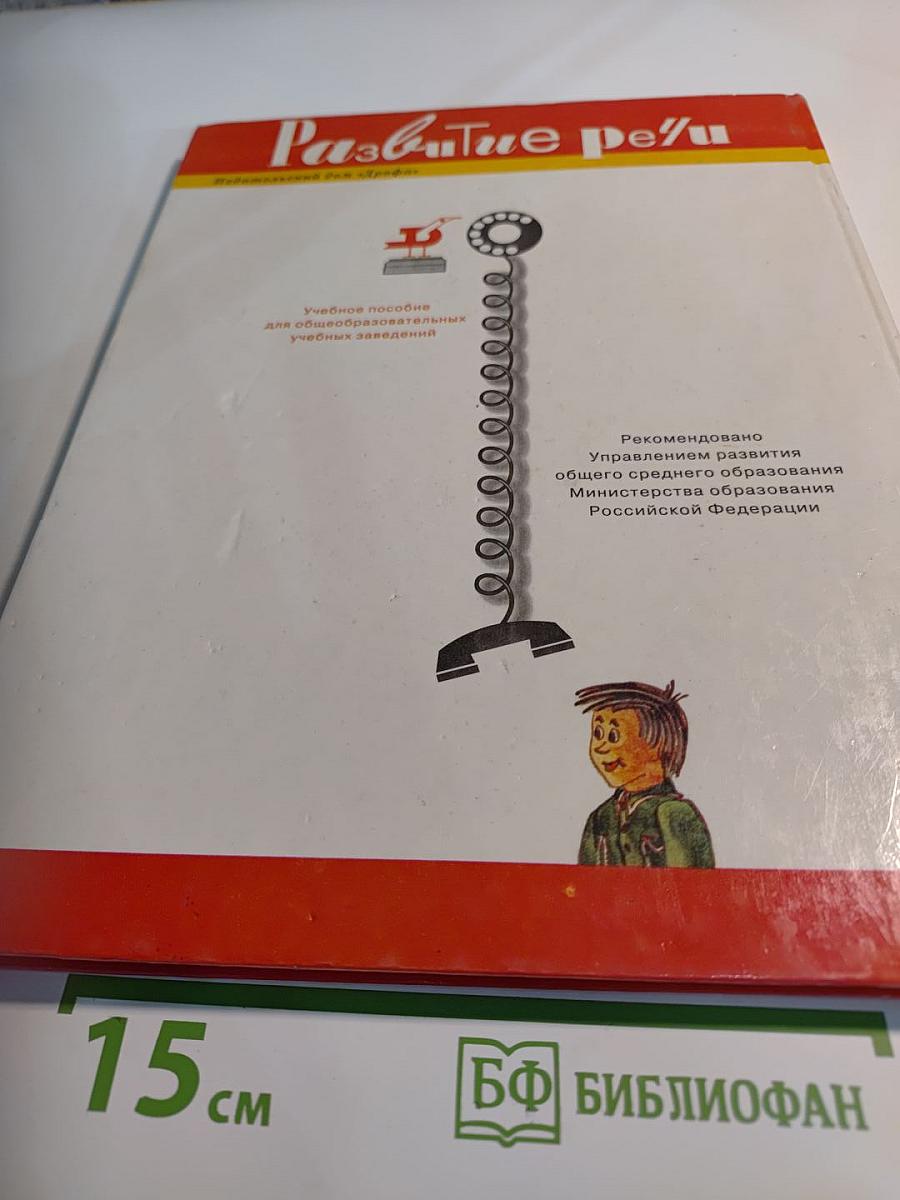 Развитие речи
Издательский дом «Дрофа»
Учебное пособие
для общеобразовательных
учебных заведений
Рекомендовано
Управлением развития
общего среднего образования
Министерства образования
Российской Федерации
15 см
БФ БИБЛИОФАН